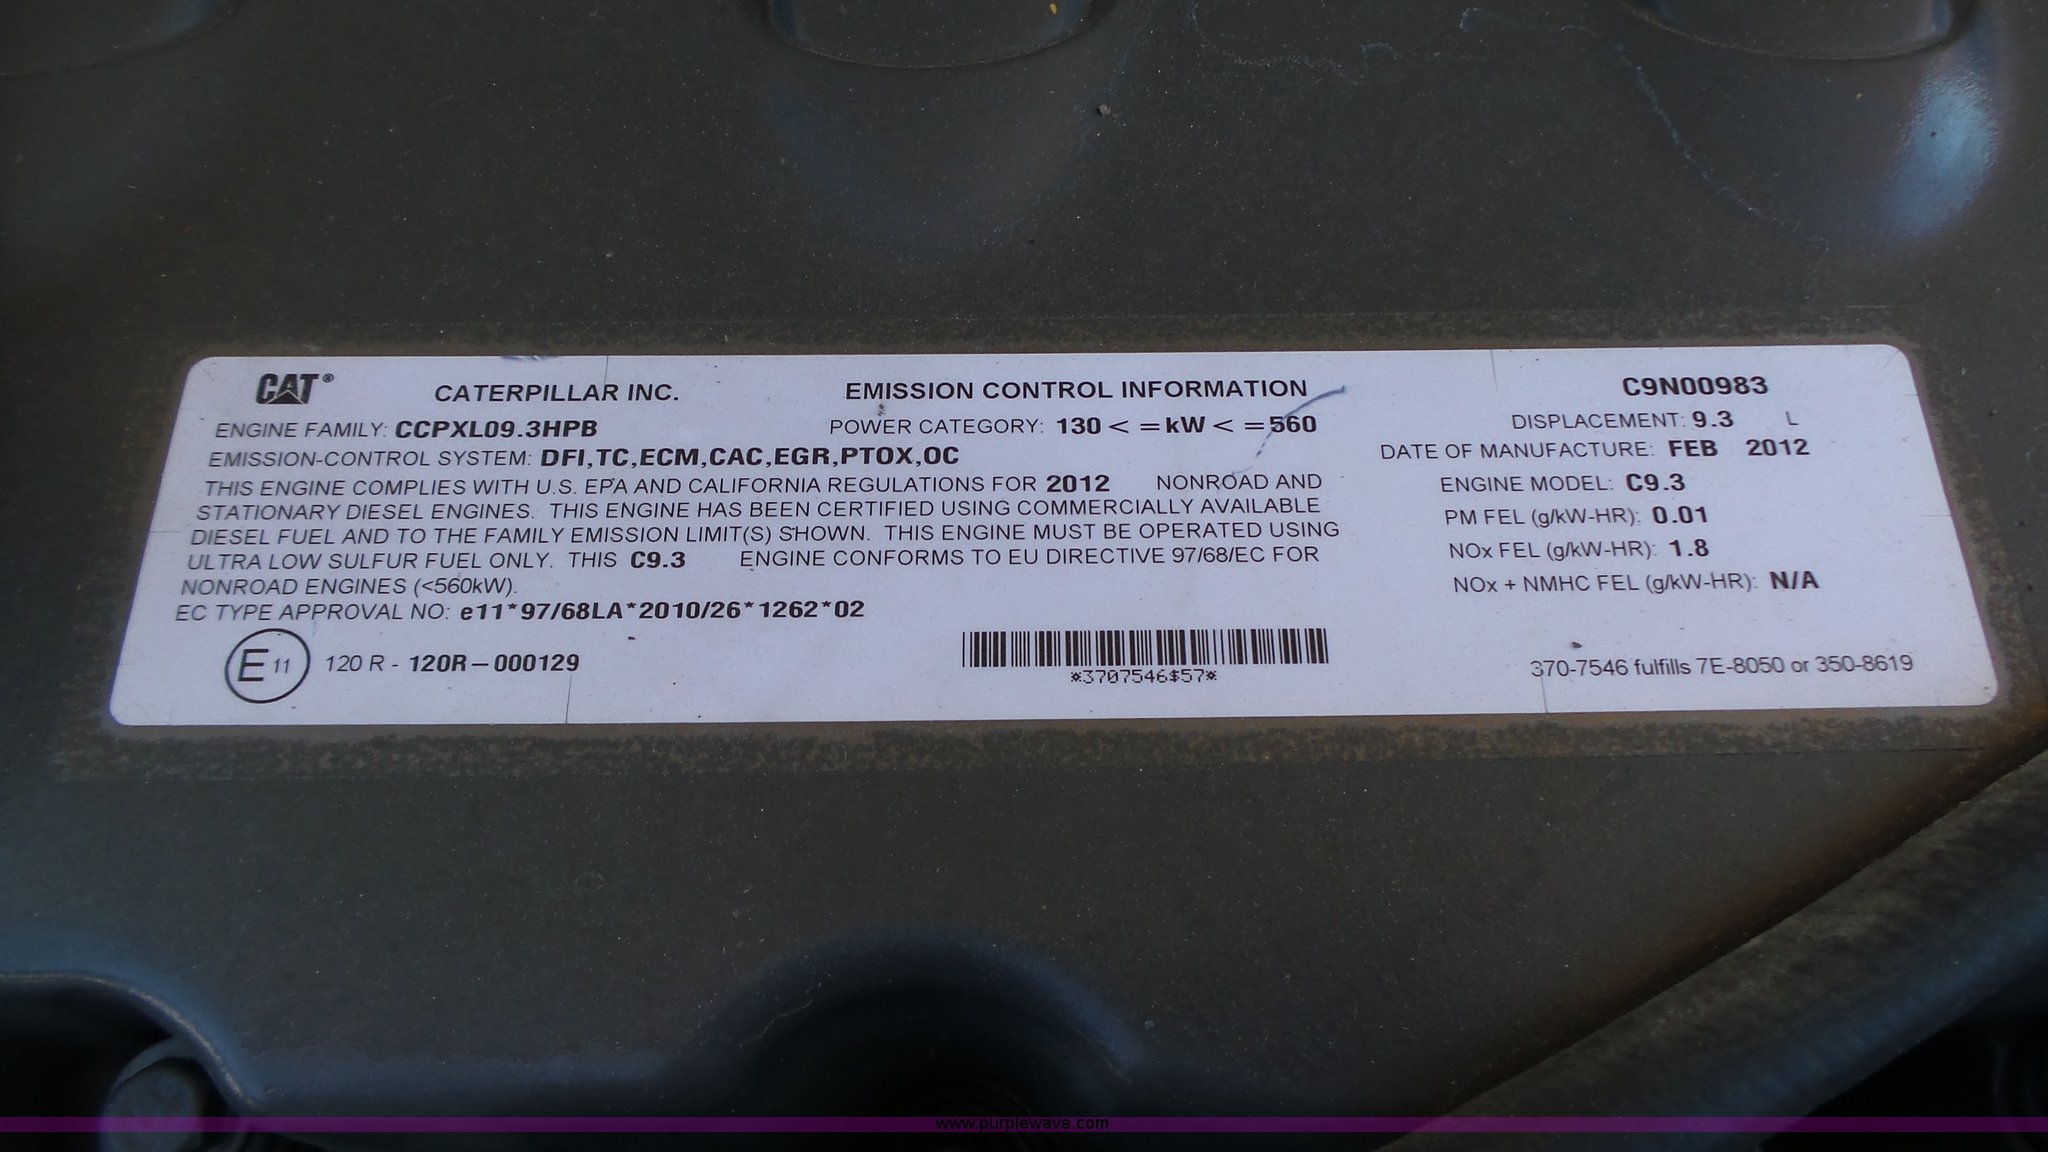 CAT® CATERPILLAR INC. EMISSION CONTROL INFORMATION C9N00983
ENGINE FAMILY: CCPXL09.3HPB POWER CATEGORY: 130 < =kW < =560 DISPLACEMENT: 9.3 L
EMISSION-CONTROL SYSTEM: DFI,TC,ECM,CAC,EGR,PTOX,OC DATE OF MANUFACTURE: FEB 2012
THIS ENGINE COMPLIES WITH U.S. EPA AND CALIFORNIA REGULATIONS FOR 2012 NONROAD AND
STATIONARY DIESEL ENGINES. THIS ENGINE HAS BEEN CERTIFIED USING COMMERCIALLY AVAILABLE
DIESEL FUEL AND TO THE FAMILY EMISSION LIMIT(S) SHOWN. THIS ENGINE MUST BE OPERATED USING
ULTRA LOW SULFUR FUEL ONLY. THIS C9.3 ENGINE CONFORMS TO EU DIRECTIVE 97/68/EC FOR
NONROAD ENGINES (<560kW).
EC TYPE APPROVAL NO: e11*97/68LA*2010/26*1262*02
ENGINE MODEL: C9.3
PM FEL (g/kW-HR): 0.01
NOx FEL (g/kW-HR): 1.8
NOx + NMHC FEL (g/kW-HR): N/A
E 11 120 R - 120R-000129
*3707546$57*
370-7546 fulfills 7E-8050 or 350-8619
www.purplewave.com